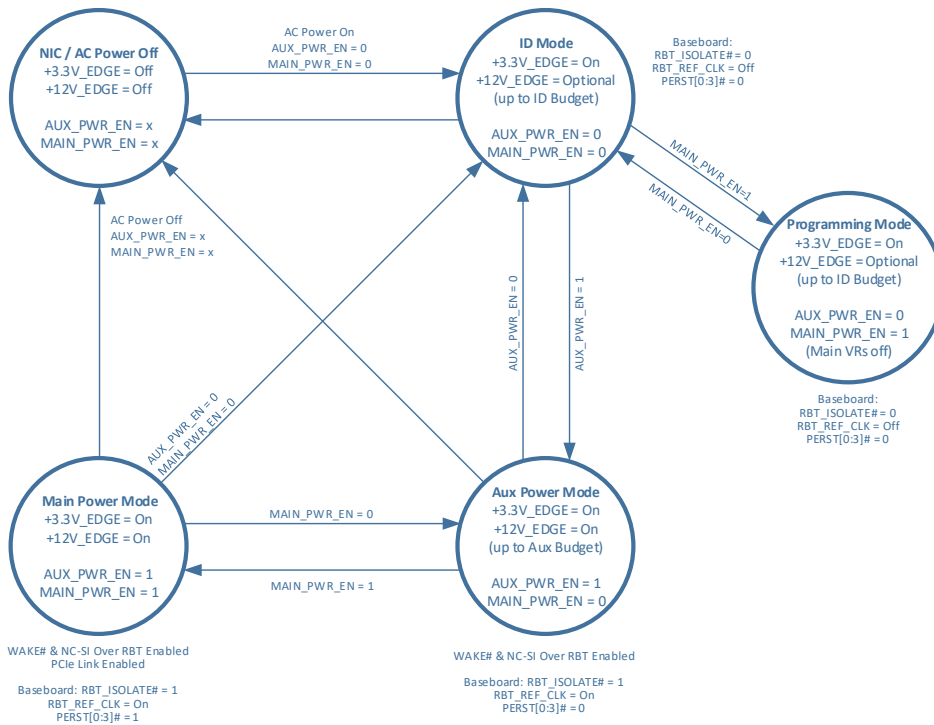 NIC / AC Power Off
+3.3V_EDGE = Off
+12V_EDGE = Off
AUX_PWR_EN = x
MAIN_PWR_EN = x
AC Power On
AUX_PWR_EN = 0
MAIN_PWR_EN = 0
ID Mode
+3.3V_EDGE = On
+12V_EDGE = Optional
(up to ID Budget)
AUX_PWR_EN = 0
MAIN_PWR_EN = 0
Baseboard:
RBT_ISOLATE# = 0
RBT_REF_CLK = Off
PERST[0:3]# = 0
MAIN_PWR_EN=1
MAIN_PWR_EN=0
Programming Mode
+3.3V_EDGE = On
+12V_EDGE = Optional
(up to ID Budget)
AUX_PWR_EN = 0
MAIN_PWR_EN = 1
(Main VRs off)
Baseboard:
RBT_ISOLATE# = 0
RBT_REF_CLK = Off
PERST[0:3]# = 0
AC Power Off
AUX_PWR_EN = x
MAIN_PWR_EN = x
AUX_PWR_EN = 0
AUX_PWR_EN = 1
AUX_PWR_EN = 0
MAIN_PWR_EN = 0
Main Power Mode
+3.3V_EDGE = On
+12V_EDGE = On
AUX_PWR_EN = 1
MAIN_PWR_EN = 1
MAIN_PWR_EN = 0
MAIN_PWR_EN = 1
Aux Power Mode
+3.3V_EDGE = On
+12V_EDGE = On
(up to Aux Budget)
AUX_PWR_EN = 1
MAIN_PWR_EN = 0
WAKE# & NC-SI Over RBT Enabled
PCIe Link Enabled
Baseboard: RBT_ISOLATE# = 1
RBT_REF_CLK = On
PERST[0:3]# = 1
WAKE# & NC-SI Over RBT Enabled
Baseboard: RBT_ISOLATE# = 1
RBT_REF_CLK = On
PERST[0:3]# = 0